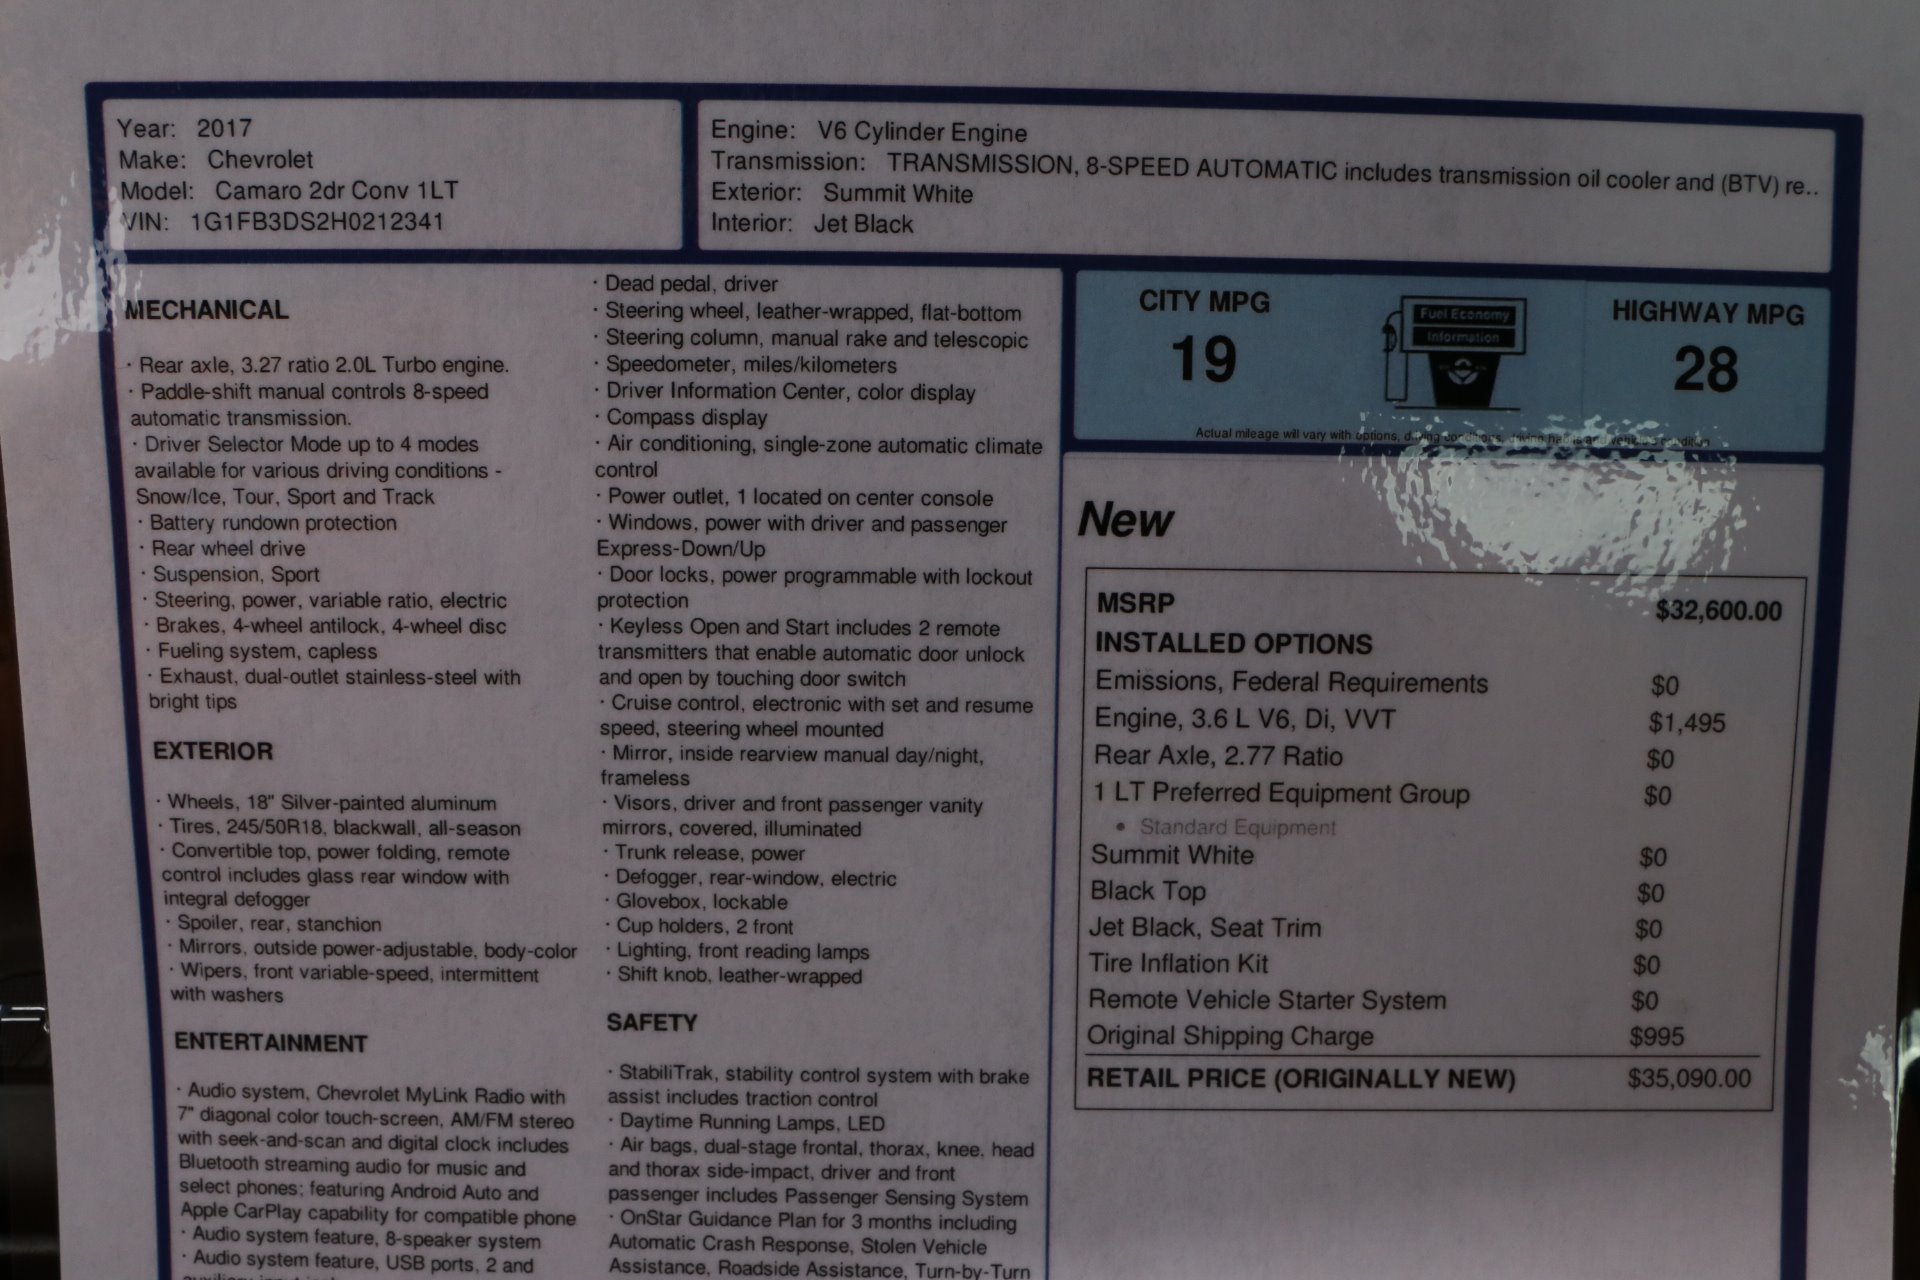 Year: 2017
Make: Chevrolet
Model: Camaro 2dr Conv 1LT
VIN: 1G1FB3DS2H0212341
Engine: V6 Cylinder Engine
Transmission: TRANSMISSION, 8-SPEED AUTOMATIC includes transmission oil cooler and (BTV) re..
Exterior: Summit White
Interior: Jet Black
MECHANICAL
· Rear axle, 3.27 ratio 2.0L Turbo engine.
· Paddle-shift manual controls 8-speed
automatic transmission.
· Driver Selector Mode up to 4 modes
available for various driving conditions -
Snow/Ice, Tour, Sport and Track
· Battery rundown protection
· Rear wheel drive
· Suspension, Sport
· Steering, power, variable ratio, electric
· Brakes, 4-wheel antilock, 4-wheel disc
· Fueling system, capless
· Exhaust, dual-outlet stainless-steel with
bright tips
EXTERIOR
· Wheels, 18" Silver-painted aluminum
· Tires, 245/50R18, blackwall, all-season
· Convertible top, power folding, remote
control includes glass rear window with
integral defogger
· Spoiler, rear, stanchion
· Mirrors, outside power-adjustable, body-color
· Wipers, front variable-speed, intermittent
with washers
ENTERTAINMENT
· Audio system, Chevrolet MyLink Radio with
7" diagonal color touch-screen, AM/FM stereo
with seek-and-scan and digital clock includes
Bluetooth streaming audio for music and
select phones; featuring Android Auto and
Apple CarPlay capability for compatible phone
· Audio system feature, 8-speaker system
· Audio system feature, USB ports, 2 and
· Dead pedal, driver
· Steering wheel, leather-wrapped, flat-bottom
· Steering column, manual rake and telescopic
· Speedometer, miles/kilometers
· Driver Information Center, color display
· Compass display
· Air conditioning, single-zone automatic climate
control
· Power outlet, 1 located on center console
· Windows, power with driver and passenger
Express-Down/Up
· Door locks, power programmable with lockout
protection
· Keyless Open and Start includes 2 remote
transmitters that enable automatic door unlock
and open by touching door switch
· Cruise control, electronic with set and resume
speed, steering wheel mounted
· Mirror, inside rearview manual day/night,
frameless
· Visors, driver and front passenger vanity
mirrors, covered, illuminated
· Trunk release, power
· Defogger, rear-window, electric
· Glovebox, lockable
· Cup holders, 2 front
· Lighting, front reading lamps
· Shift knob, leather-wrapped
SAFETY
· StabiliTrak, stability control system with brake
assist includes traction control
· Daytime Running Lamps, LED
· Air bags, dual-stage frontal, thorax, knee, head
and thorax side-impact, driver and front
passenger includes Passenger Sensing System
· OnStar Guidance Plan for 3 months including
Automatic Crash Response, Stolen Vehicle
Assistance, Roadside Assistance, Turn-by-Turn
CITY MPG
19
Fuel Economy
Information
HIGHWAY MPG
28
Actual mileage will vary with options, driving conditions, driving habits and vehicle's condition
New
MSRP $32,600.00
INSTALLED OPTIONS
Emissions, Federal Requirements $0
Engine, 3.6 L V6, Di, VVT $1,495
Rear Axle, 2.77 Ratio $0
1 LT Preferred Equipment Group $0
• Standard Equipment
Summit White $0
Black Top $0
Jet Black, Seat Trim $0
Tire Inflation Kit $0
Remote Vehicle Starter System $0
Original Shipping Charge $995
RETAIL PRICE (ORIGINALLY NEW) $35,090.00